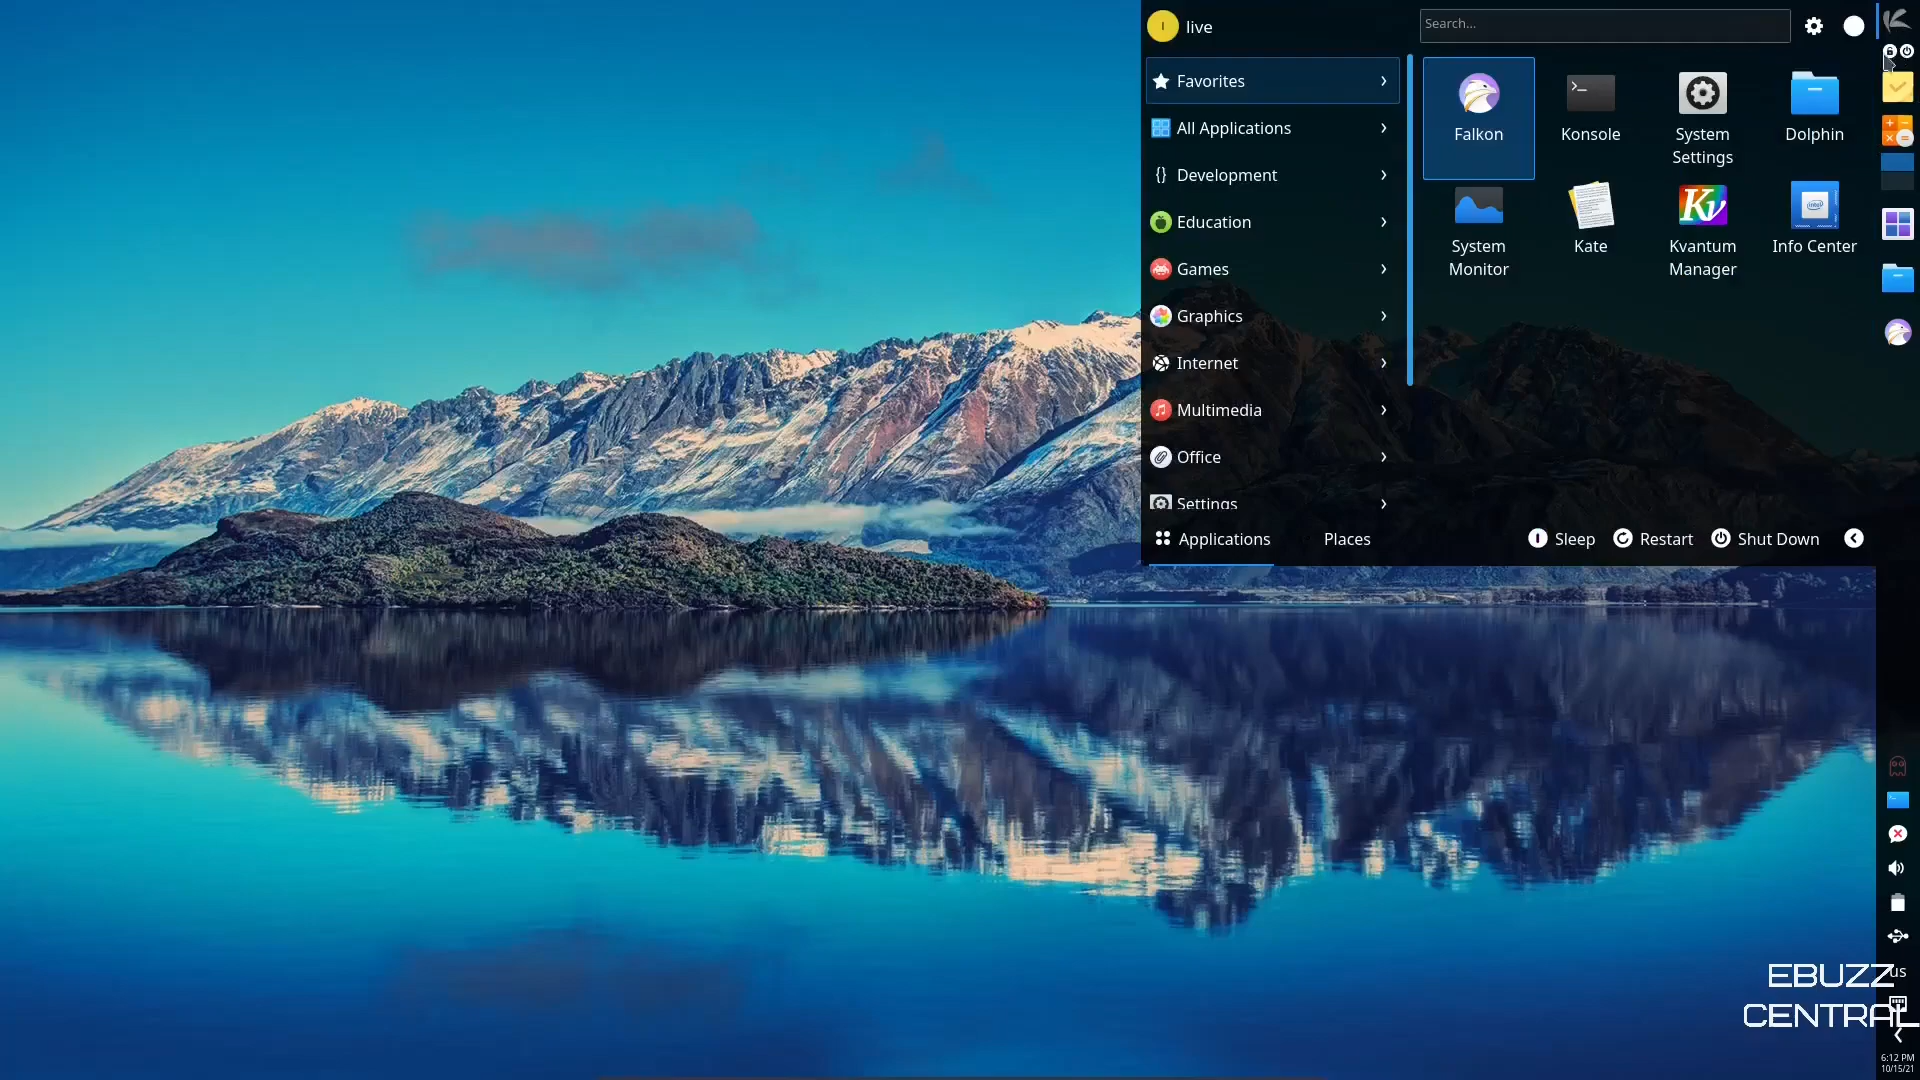 live
Search...
Favorites
All Applications
Development
Education
Games
Graphics
Internet
Multimedia
Office
Settings
Falkon
Konsole
System
Settings
Dolphin
System
Monitor
Kate
Kvantum
Manager
Info Center
Applications
Places
Sleep
Restart
Shut Down
us
EBUZZ
CENTRAL
6:12 PM
10/15/21